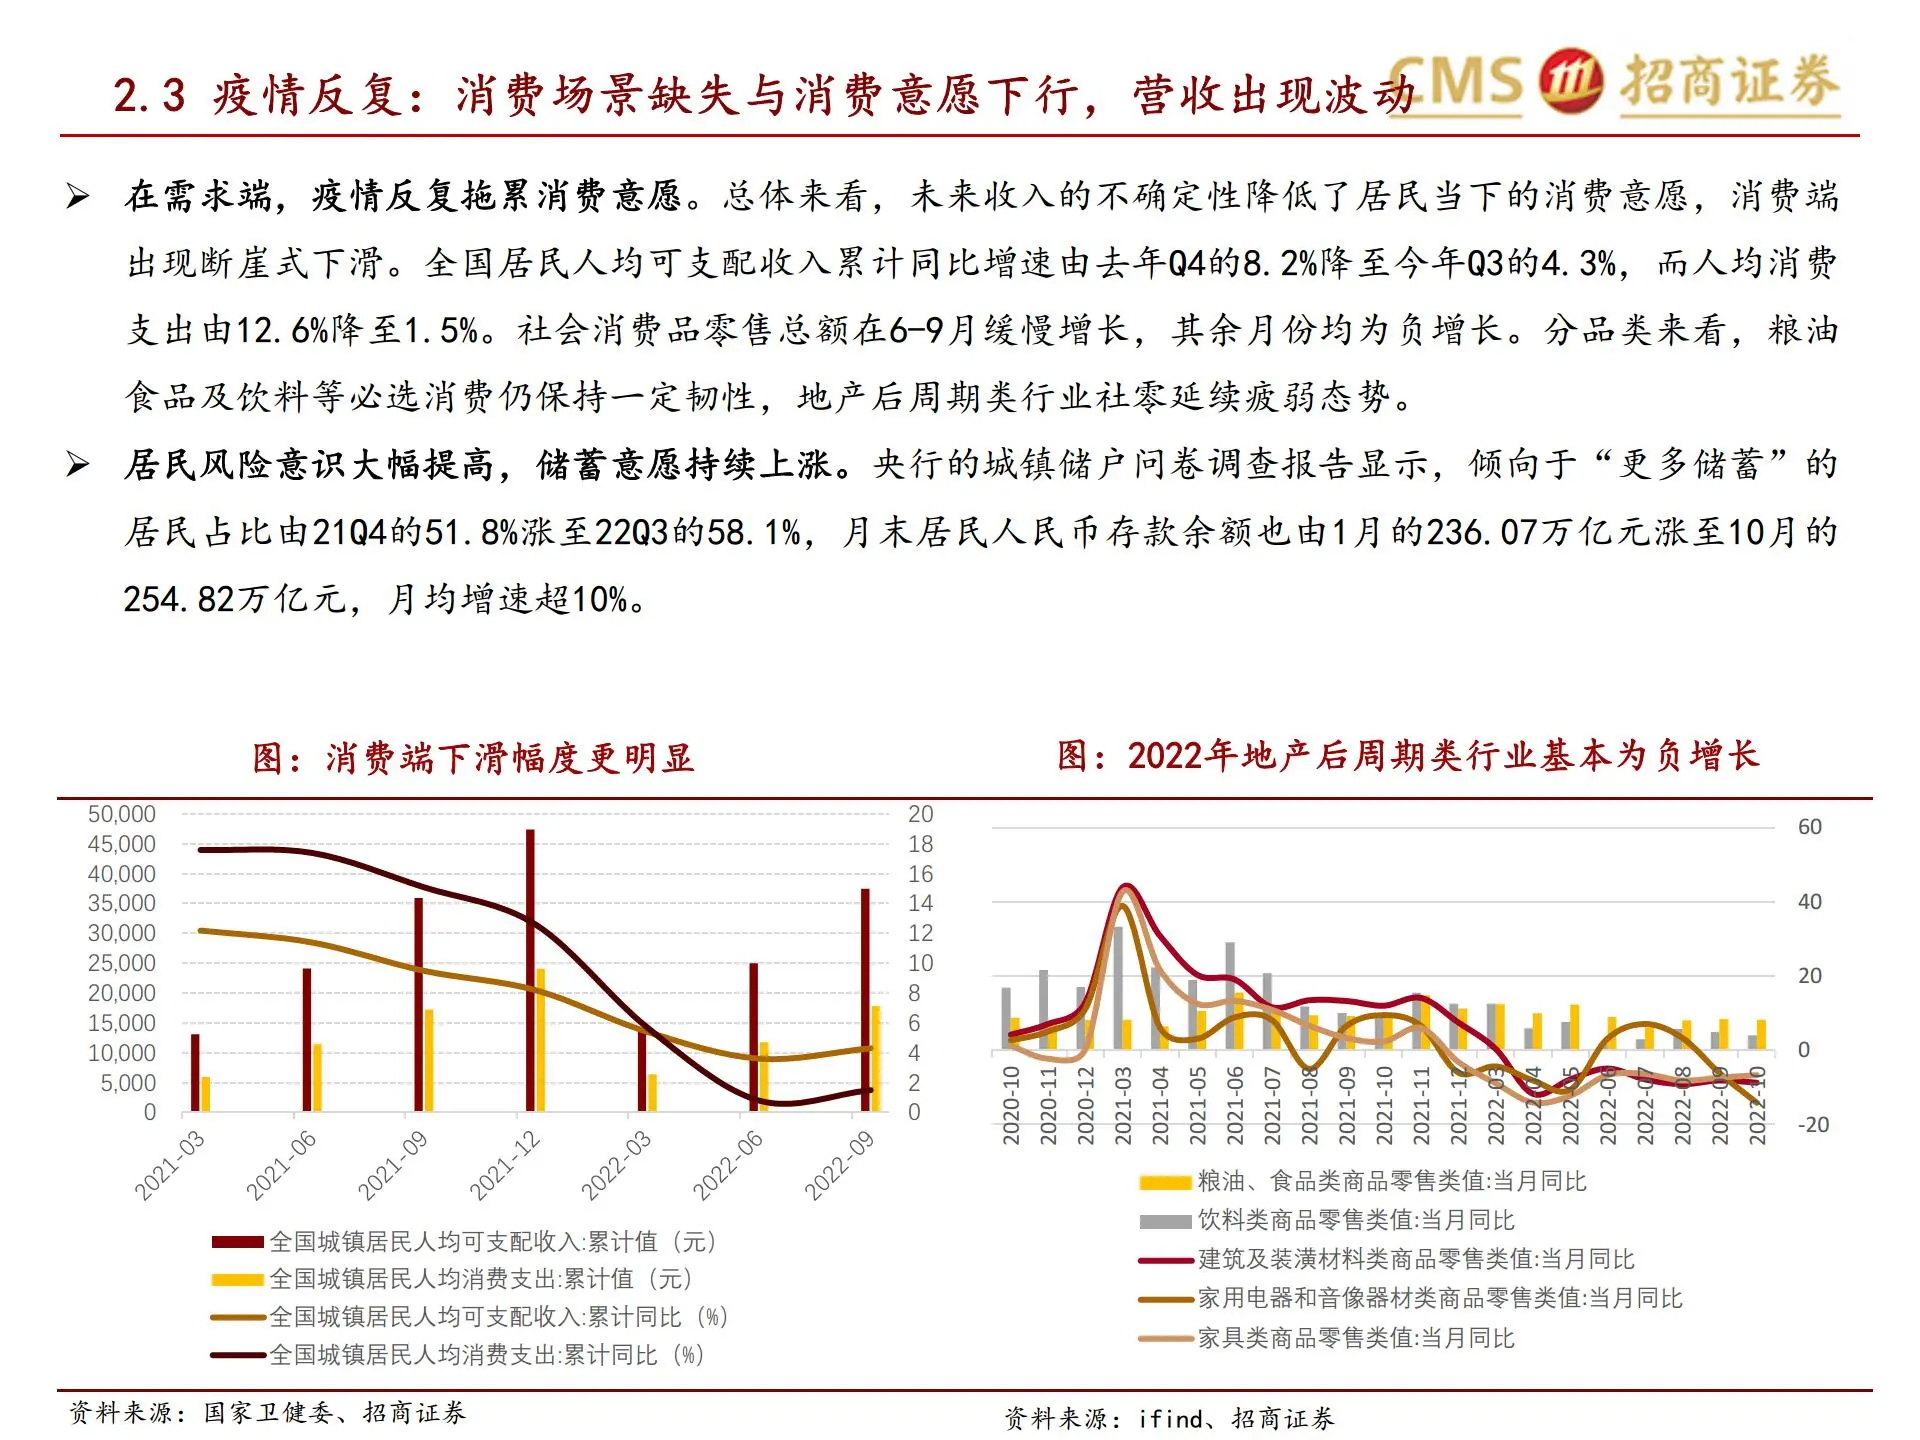 2.3 疫情反复：消费场景缺失与消费意愿下行，营收出现波动
CMS 招商证券
➢ 在需求端，疫情反复拖累消费意愿。总体来看，未来收入的不确定性降低了居民当下的消费意愿，消费端
出现断崖式下滑。全国居民人均可支配收入累计同比增速由去年Q4的8.2%降至今年Q3的4.3%，而人均消费
支出由12.6%降至1.5%。社会消费品零售总额在6-9月缓慢增长，其余月份均为负增长。分品类来看，粮油
食品及饮料等必选消费仍保持一定韧性，地产后周期类行业社零延续疲弱态势。
➢ 居民风险意识大幅提高，储蓄意愿持续上涨。央行的城镇储户问卷调查报告显示，倾向于“更多储蓄”的
居民占比由21Q4的51.8%涨至22Q3的58.1%，月末居民人民币存款余额也由1月的236.07万亿元涨至10月的
254.82万亿元，月均增速超10%。
图：消费端下滑幅度更明显
50,000
45,000
40,000
35,000
30,000
25,000
20,000
15,000
10,000
5,000
0
20
18
16
14
12
10
8
6
4
2
0
2021-03
2021-06
2021-09
2021-12
2022-03
2022-06
2022-09
全国城镇居民人均可支配收入:累计值（元）
全国城镇居民人均消费支出:累计值（元）
全国城镇居民人均可支配收入:累计同比（%）
全国城镇居民人均消费支出:累计同比（%）
资料来源：国家卫健委、招商证券
图：2022年地产后周期类行业基本为负增长
60
40
20
0
-20
2020-10
2020-11
2020-12
2021-03
2021-04
2021-05
2021-06
2021-07
2021-08
2021-09
2021-10
2021-11
2021-12
2022-03
2022-04
2022-05
2022-06
2022-07
2022-08
2022-09
2022-10
粮油、食品类商品零售类值:当月同比
饮料类商品零售类值:当月同比
建筑及装潢材料类商品零售类值:当月同比
家用电器和音像器材类商品零售类值:当月同比
家具类商品零售类值:当月同比
资料来源：ifind、招商证券